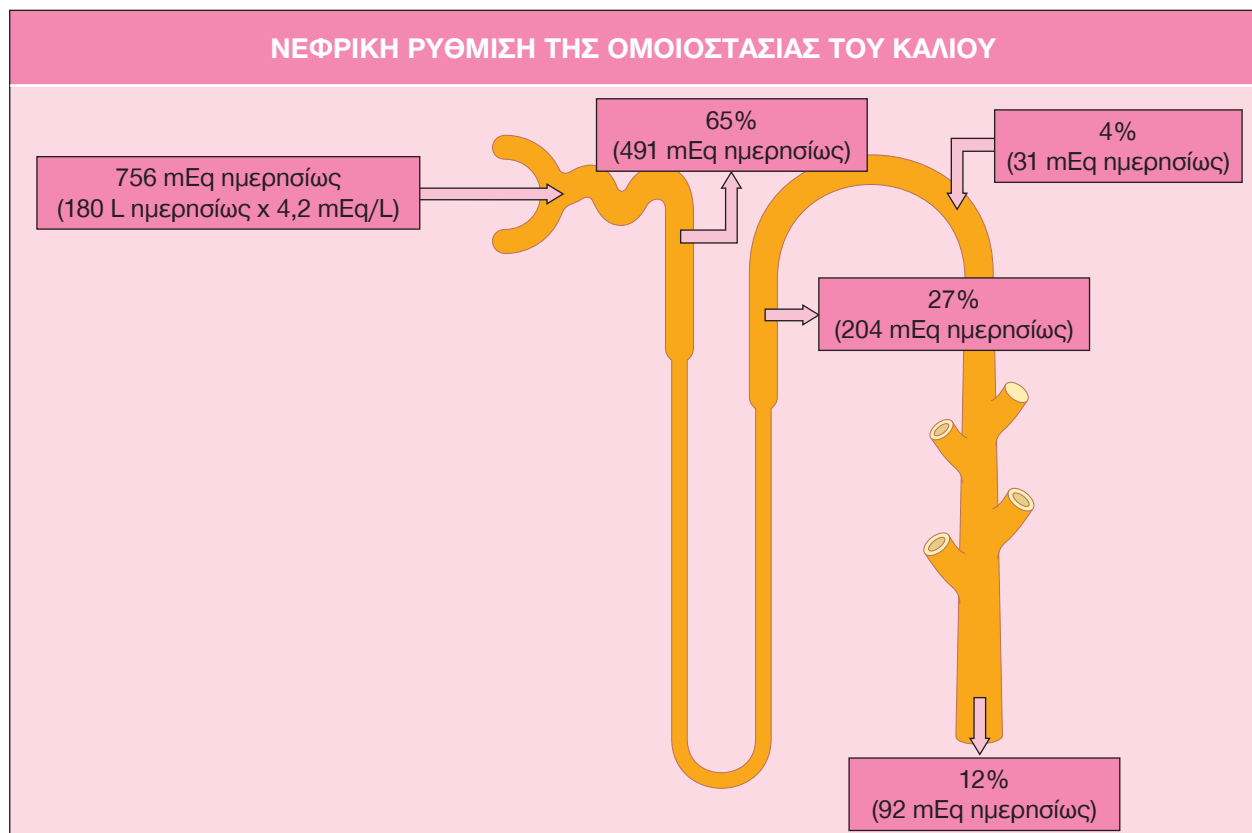 ΝΕΦΡΙΚΗ ΡΥΘΜΙΣΗ ΤΗΣ ΟΜΟΙΟΣΤΑΣΙΑΣ ΤΟΥ ΚΑΛΙΟΥ
756 mEq ημερησίως
(180 L ημερησίως x 4,2 mEq/L)
65%
(491 mEq ημερησίως)
4%
(31 mEq ημερησίως)
27%
(204 mEq ημερησίως)
12%
(92 mEq ημερησίως)